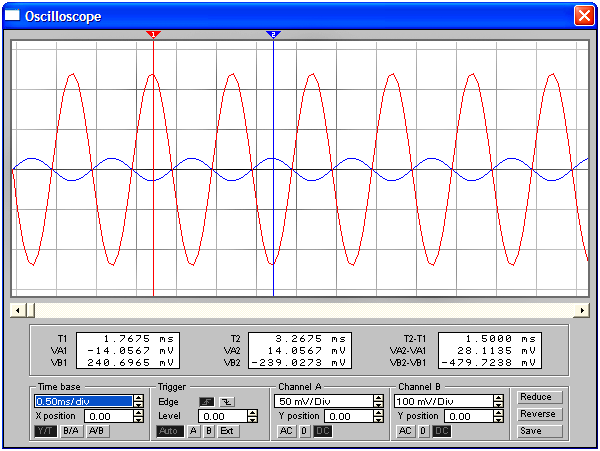 Oscilloscope
1 2
T1 1.7675 ms T2 3.2675 ms T2-T1 1.5000 ms
VA1 -14.0567 mV VA2 14.0567 mV VA2-VA1 28.1135 mV
VB1 240.6965 mV VB2 -239.0273 mV VB2-VB1 -479.7238 mV
Time base Trigger Channel A Channel B
0.50ms/div Edge 50 mV/Div 100 mV/Div Reduce
X position 0.00 Level 0.00 Y position 0.00 Y position 0.00 Reverse
Y/T B/A A/B Auto A B Ext AC 0 DC AC 0 DC Save